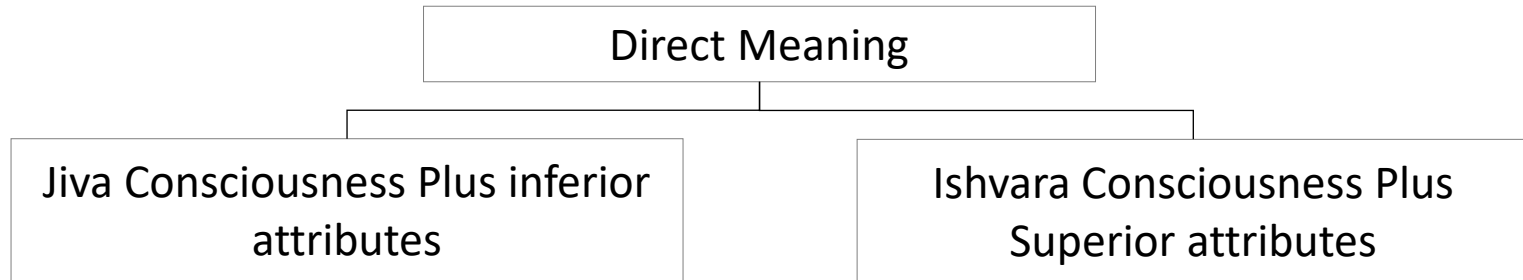 Direct Meaning
Jiva Consciousness Plus inferior
attributes
Ishvara Consciousness Plus
Superior attributes